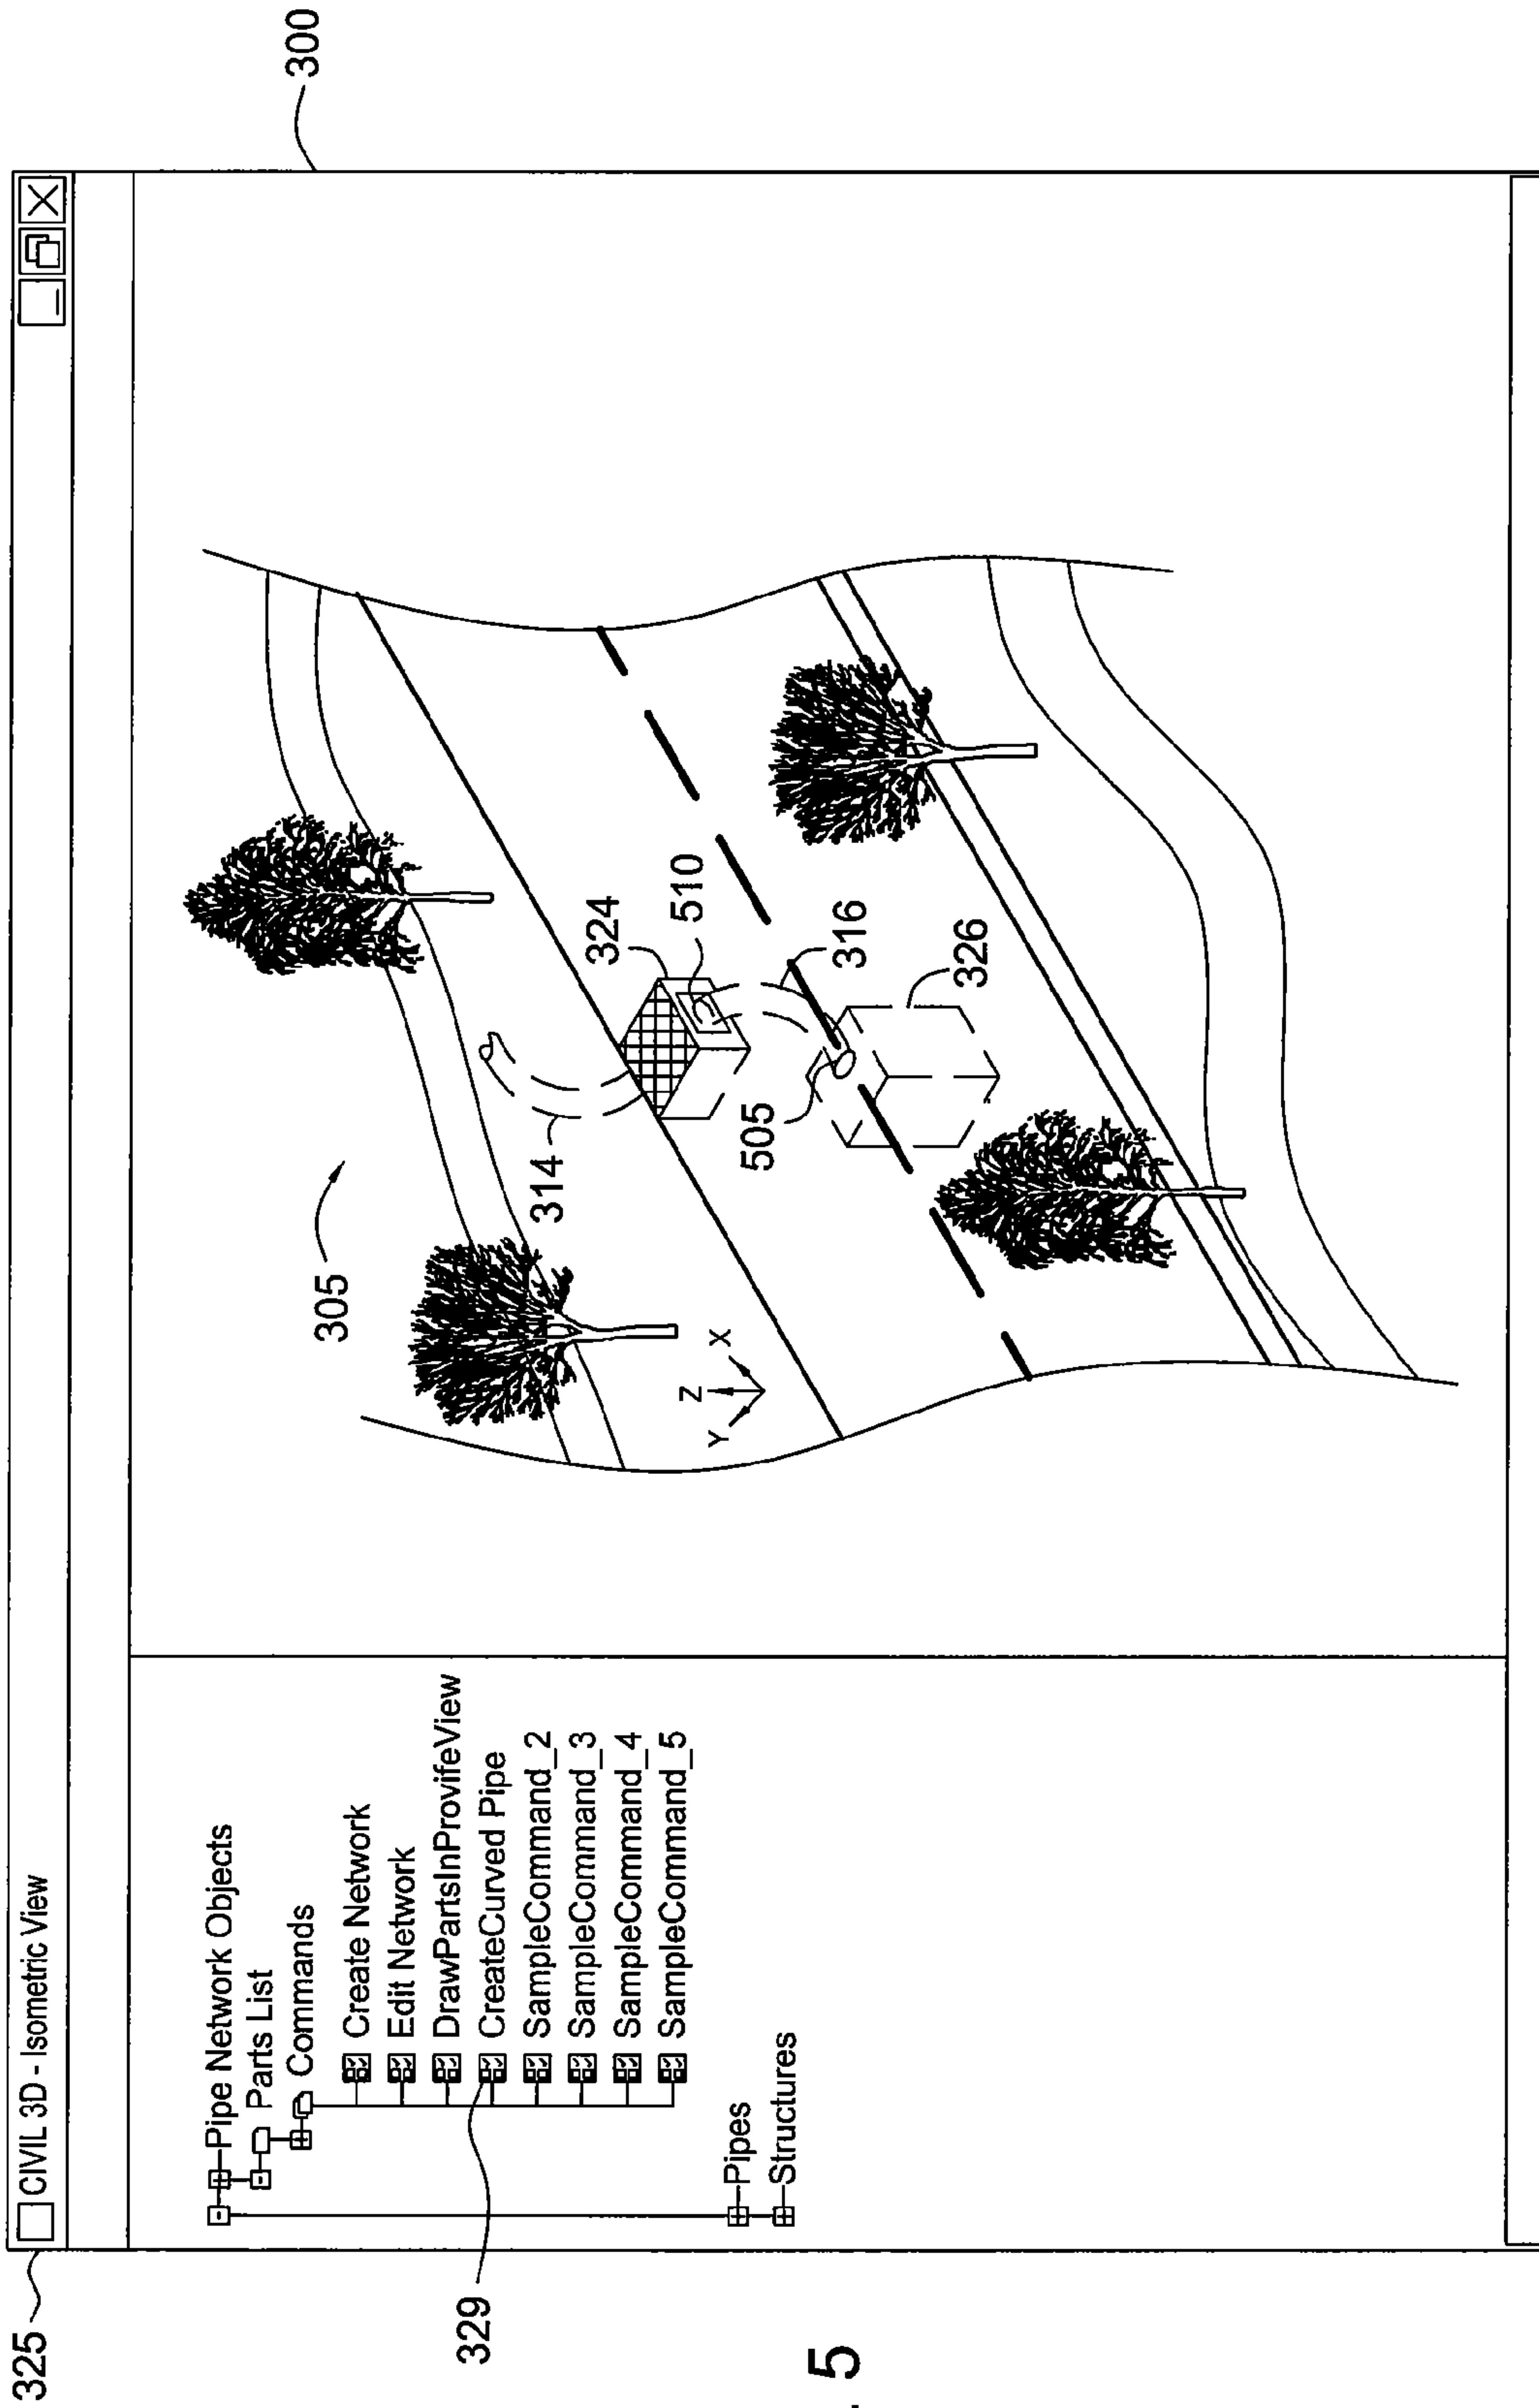 325
CIVIL 3D - Isometric View
300
Pipe Network Objects
Parts List
Commands
Create Network
Edit Network
DrawPartsInProvifeView
CreateCurved Pipe
SampleCommand_2
SampleCommand_3
SampleCommand_4
SampleCommand_5
Pipes
Structures
329
305
314
324
510
316
326
505
Z
Y
X
5